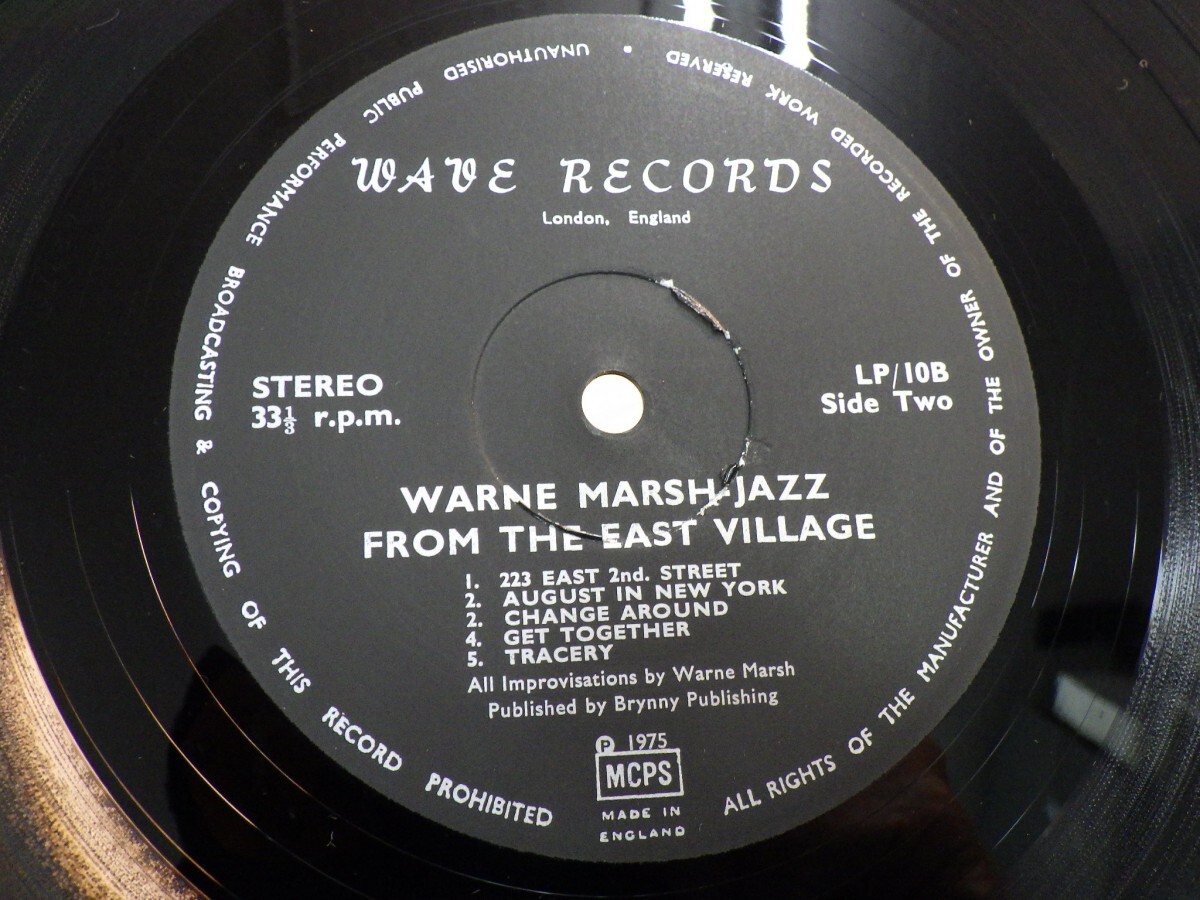 WAVE RECORDS
London, England
STEREO
33⅓ r.p.m.
LP/10B
Side Two
WARNE MARSH-JAZZ
FROM THE EAST VILLAGE
1. 223 EAST 2nd. STREET
2. AUGUST IN NEW YORK
2. CHANGE AROUND
4. GET TOGETHER
5. TRACERY
All Improvisations by Warne Marsh
Published by Brynny Publishing
Ⓟ 1975
MCPS
MADE IN
ENGLAND
ALL RIGHTS OF THE MANUFACTURER AND OF THE OWNER OF THE RECORDED WORK RESERVED • UNAUTHORISED PUBLIC PERFORMANCE BROADCASTING & COPYING OF THIS RECORD PROHIBITED